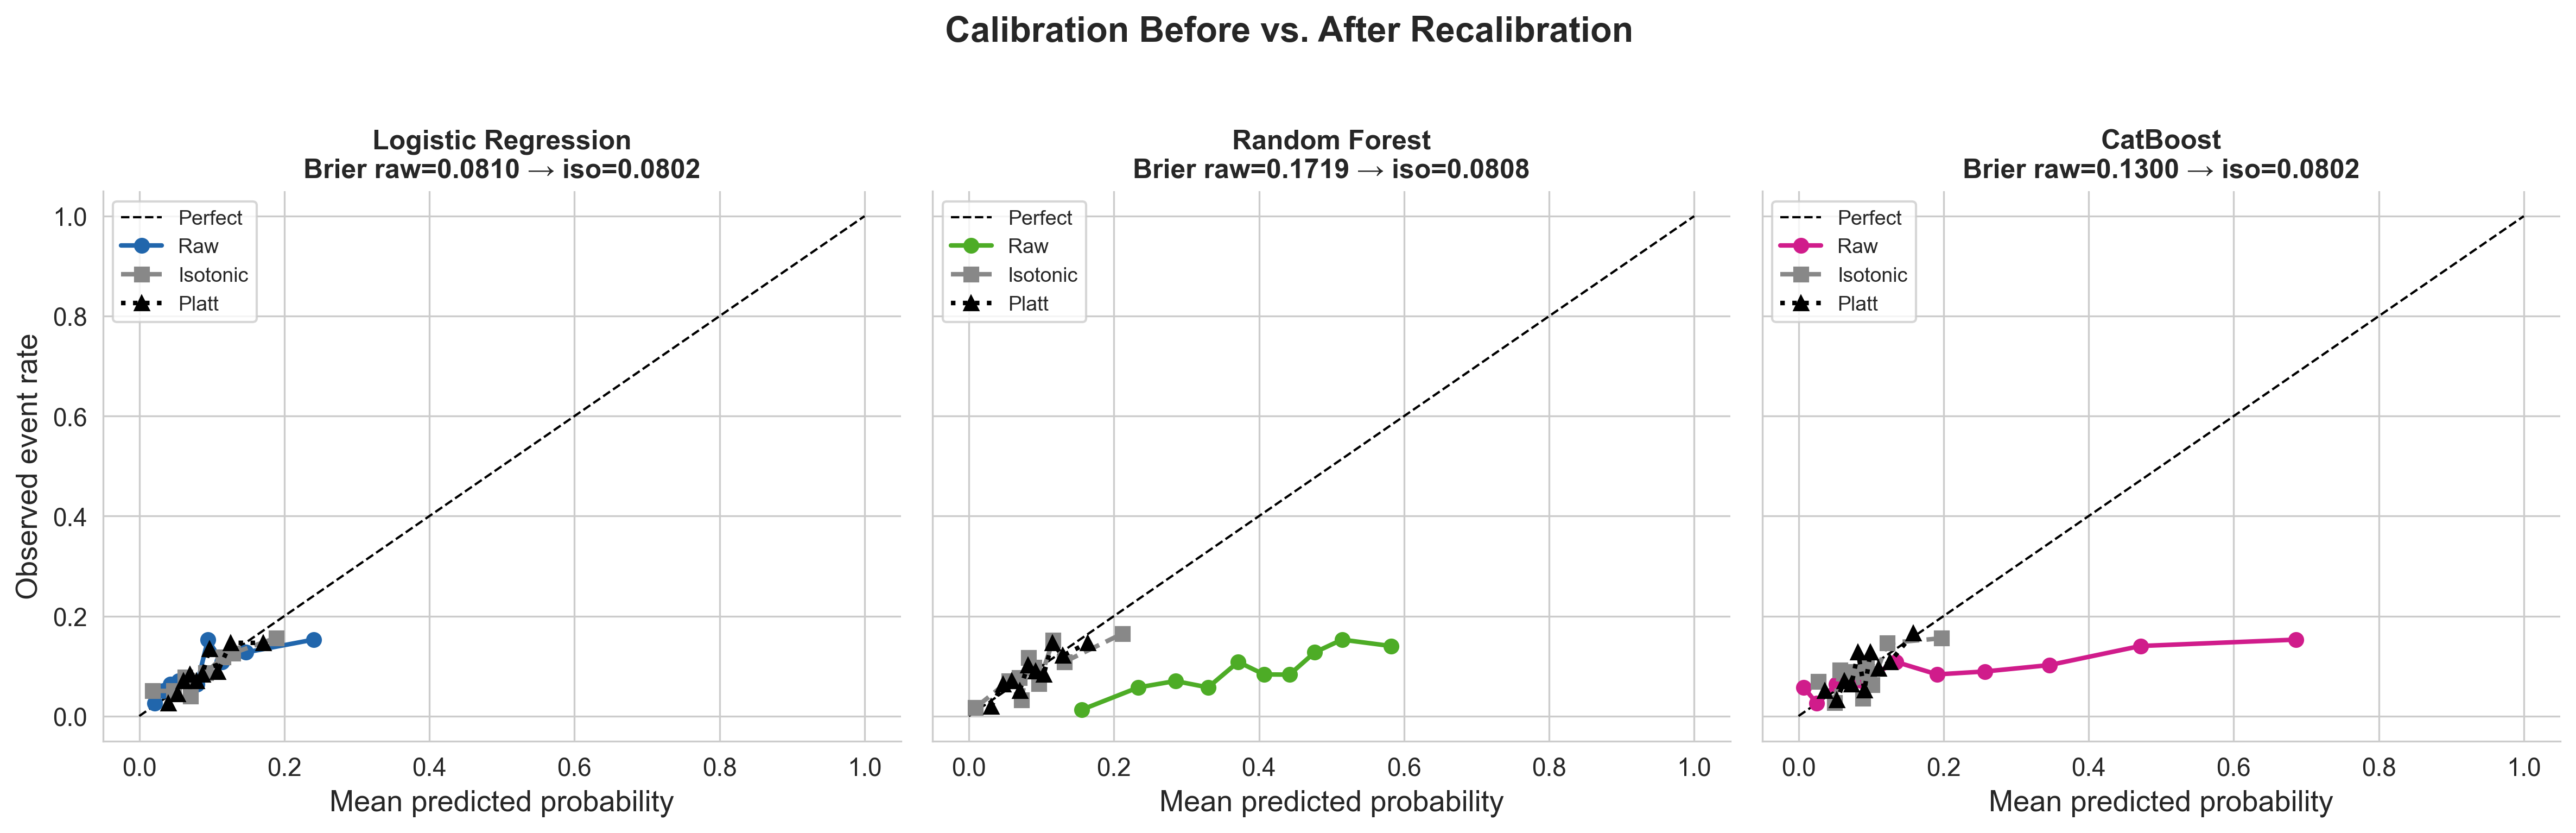 Calibration Before vs. After Recalibration
Logistic Regression
Brier raw=0.0810 → iso=0.0802
Perfect
Raw
Isotonic
Platt
1.0
0.8
0.6
0.4
0.2
0.0
Observed event rate
0.0 0.2 0.4 0.6 0.8 1.0
Mean predicted probability
Random Forest
Brier raw=0.1719 → iso=0.0808
Perfect
Raw
Isotonic
Platt
0.0 0.2 0.4 0.6 0.8 1.0
Mean predicted probability
CatBoost
Brier raw=0.1300 → iso=0.0802
Perfect
Raw
Isotonic
Platt
0.0 0.2 0.4 0.6 0.8 1.0
Mean predicted probability